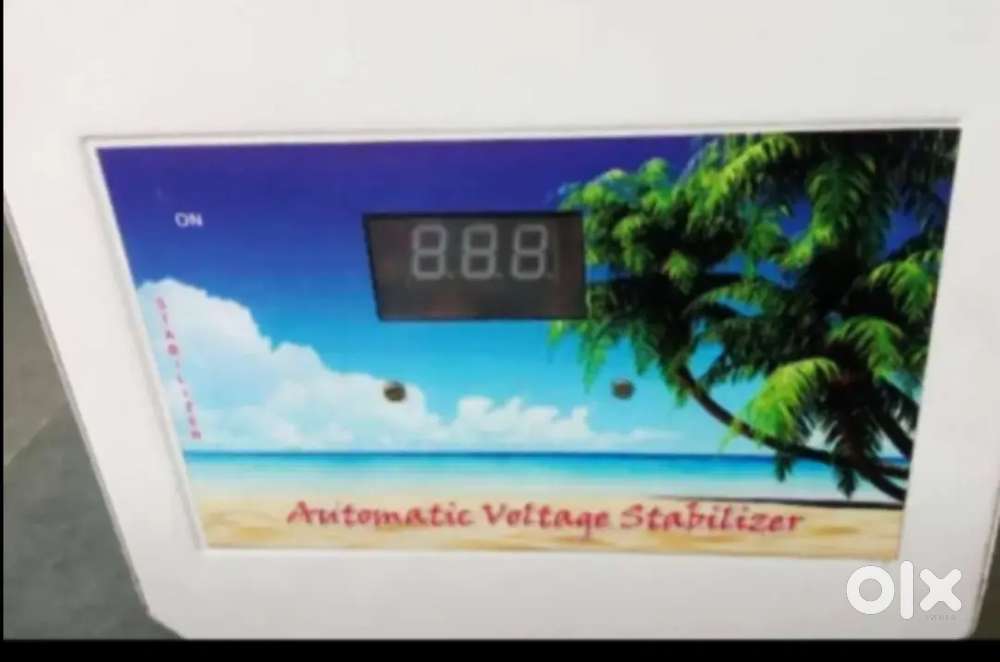 ON
888
STABILIZER
Automatic Voltage Stabilizer
olx